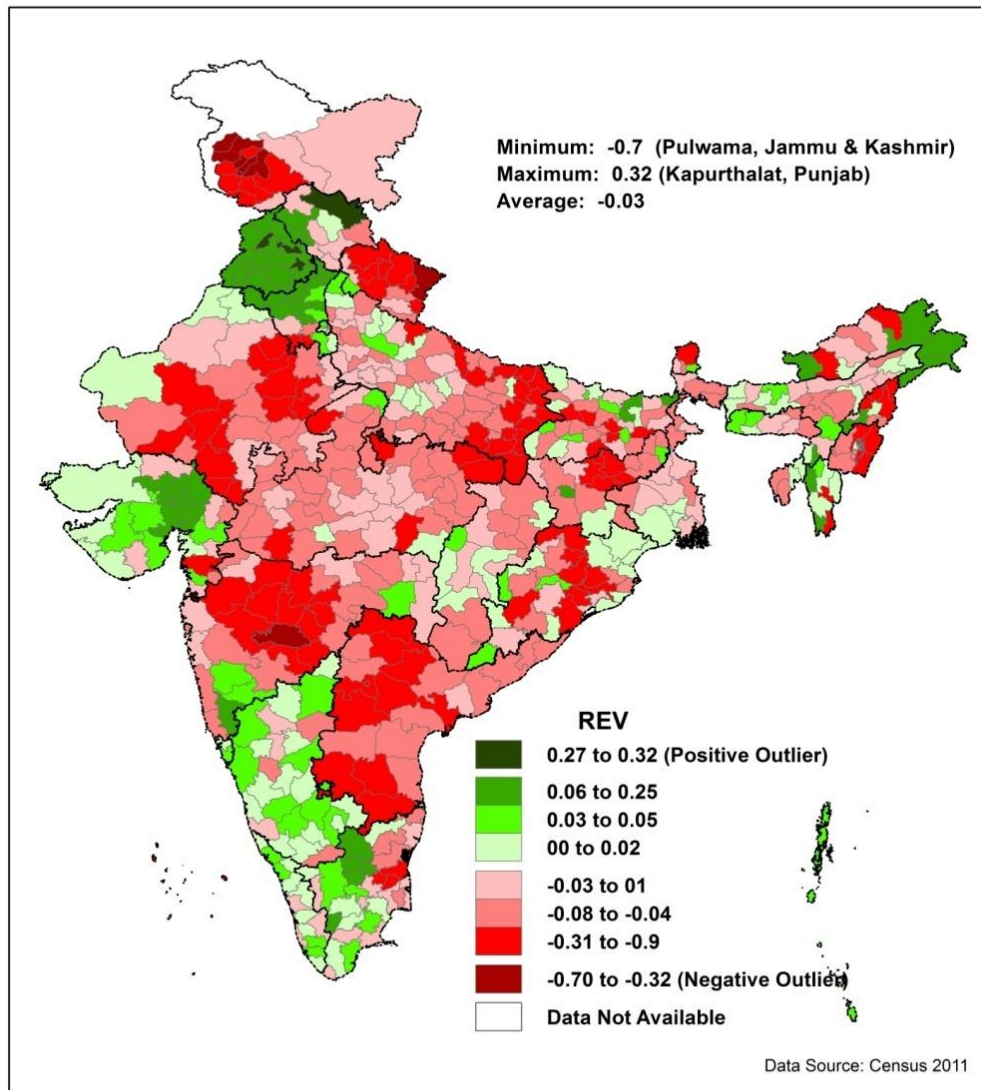 Minimum: -0.7 (Pulwama, Jammu & Kashmir)
Maximum: 0.32 (Kapurthalat, Punjab)
Average: -0.03
REV
0.27 to 0.32 (Positive Outlier)
0.06 to 0.25
0.03 to 0.05
00 to 0.02
-0.03 to 01
-0.08 to -0.04
-0.31 to -0.9
-0.70 to -0.32 (Negative Outlier)
Data Not Available
Data Source: Census 2011